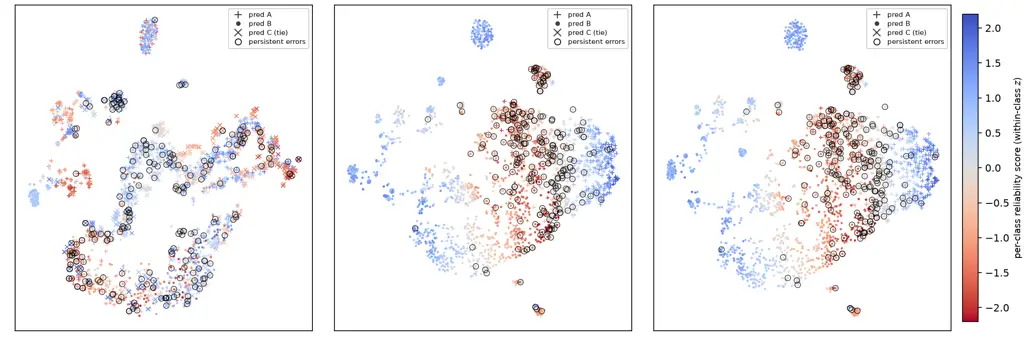 pred A
pred B
pred C (tie)
persistent errors
pred A
pred B
pred C (tie)
persistent errors
pred A
pred B
pred C (tie)
persistent errors
2.0
1.5
1.0
0.5
0.0
−0.5
−1.0
−1.5
−2.0
per-class reliability score (within-class z)